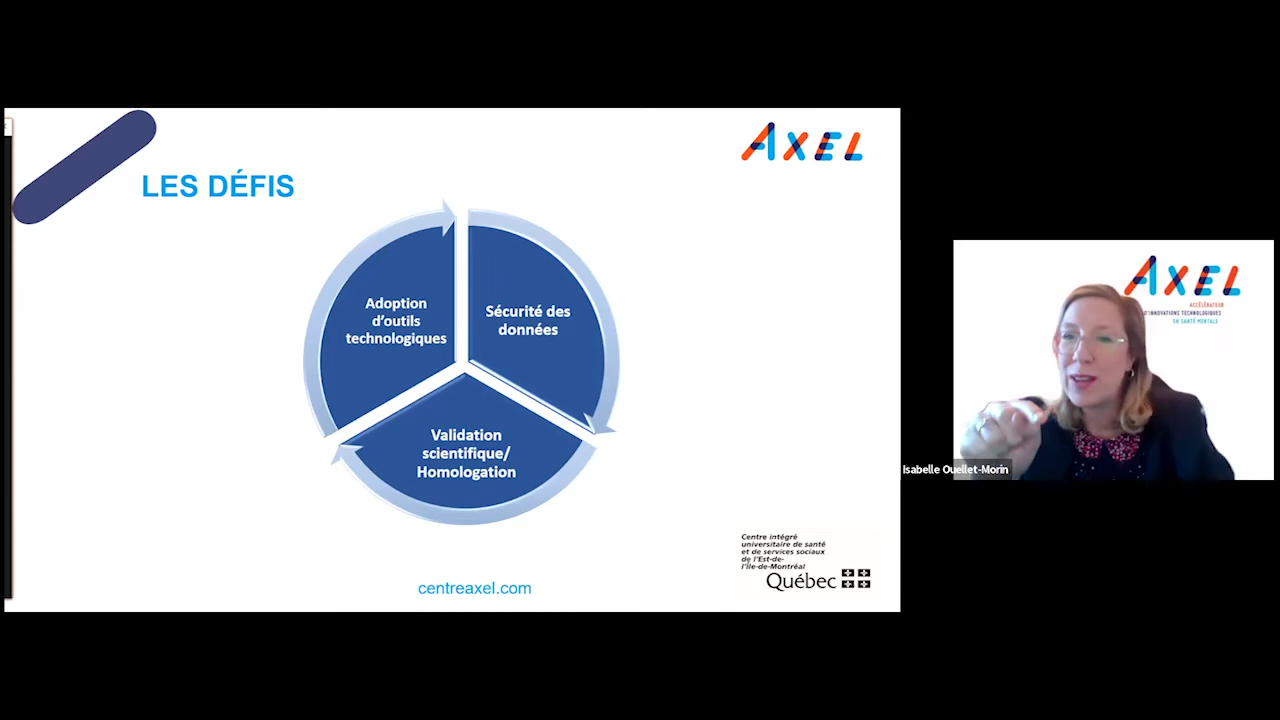 AXEL
LES DÉFIS
Adoption
d'outils
technologiques
Sécurité des
données
Validation
scientifique/
Homologation
centreaxel.com
Centre intégré
universitaire de santé
et de services sociaux
de l'Est-de-
l'Île-de-Montréal
Québec
AXEL
ACCÉLÉRATEUR
D'INNOVATIONS TECHNOLOGIQUES
EN SANTÉ MENTALE
Isabelle Ouellet-Morin